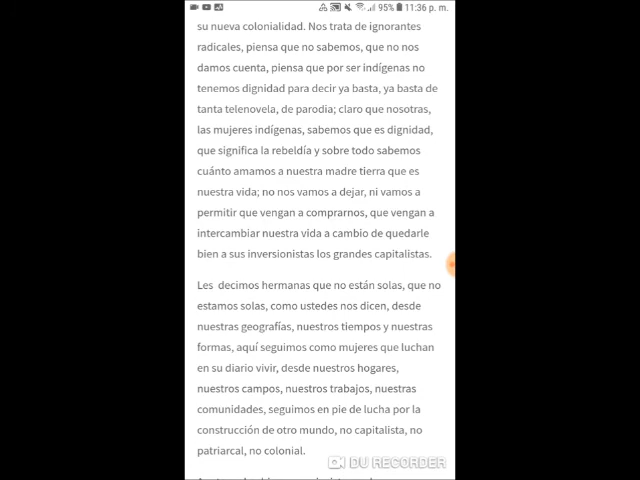 95% 11:36 p. m.
su nueva colonialidad. Nos trata de ignorantes
radicales, piensa que no sabemos, que no nos
damos cuenta, piensa que por ser indígenas no
tenemos dignidad para decir ya basta, ya basta de
tanta telenovela, de parodia; claro que nosotras,
las mujeres indígenas, sabemos que es dignidad,
que significa la rebeldía y sobre todo sabemos
cuánto amamos a nuestra madre tierra que es
nuestra vida; no nos vamos a dejar, ni vamos a
permitir que vengan a comprarnos, que vengan a
intercambiar nuestra vida a cambio de quedarle
bien a sus inversionistas los grandes capitalistas.
Les decimos hermanas que no están solas, que no
estamos solas, como ustedes nos dicen, desde
nuestras geografías, nuestros tiempos y nuestras
formas, aquí seguimos como mujeres que luchan
en su diario vivir, desde nuestros hogares,
nuestros campos, nuestros trabajos, nuestras
comunidades, seguimos en pie de lucha por la
construcción de otro mundo, no capitalista, no
patriarcal, no colonial.
DU RECORDER